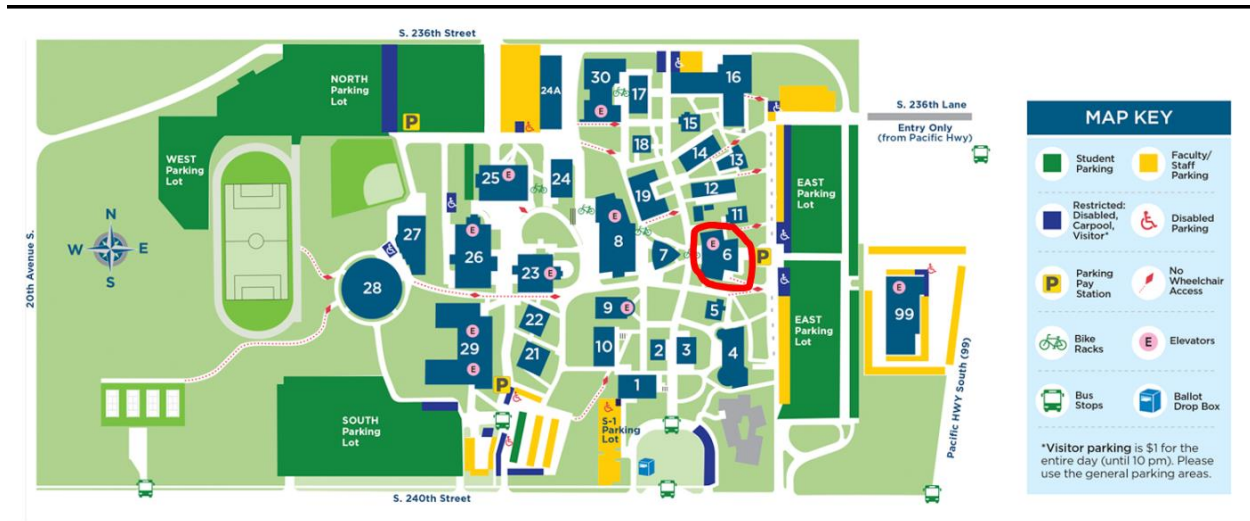 S. 236th Street
NORTH
Parking
Lot
P
24A
30
E
17
16
S. 236th Lane
Entry Only
(from Pacific Hwy)
WEST
Parking
Lot
15
18
14
13
25
E
24
19
12
11
EAST
Parking
Lot
20th Avenue S.
N
W
E
S
27
E
26
E
8
7
E
6
P
23
E
28
9
E
5
EAST
Parking
Lot
E
99
22
E
29
E
21
10
2
3
4
P
1
S-1
Parking
Lot
SOUTH
Parking
Lot
S. 240th Street
Pacific HWY South (99)
MAP KEY
Student
Parking
Faculty/
Staff
Parking
Restricted:
Disabled,
Carpool,
Visitor*
Disabled
Parking
P
Parking
Pay
Station
No
Wheelchair
Access
Bike
Racks
E
Elevators
Bus
Stops
Ballot
Drop Box
*Visitor parking is $1 for the
entire day (until 10 pm). Please
use the general parking areas.